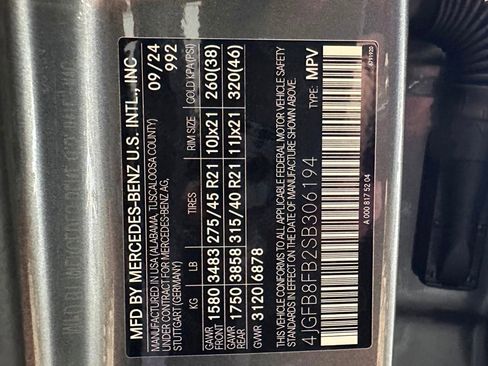 MFD BY MERCEDES-BENZ U.S. INTL., INC
MANUFACTURED IN USA (ALABAMA, TUSCALOOSA COUNTY) 09/24
UNDER CONTRACT FOR MERCEDES-BENZ AG, 992
STUTTGART (GERMANY)
KG LB TIRES RIM SIZE COLD KPA(PSI)
GAWR FRONT 1580 3483 275/45 R21 10Jx21 260(38)
GAWR REAR 1750 3858 315/40 R21 11Jx21 320(46)
GVWR 3120 6878
THIS VEHICLE CONFORMS TO ALL APPLICABLE FEDERAL MOTOR VEHICLE SAFETY
STANDARDS IN EFFECT ON THE DATE OF MANUFACTURE SHOWN ABOVE.
4JGFB8FB2SB306194 TYPE: MPV
A 000 817 52 04